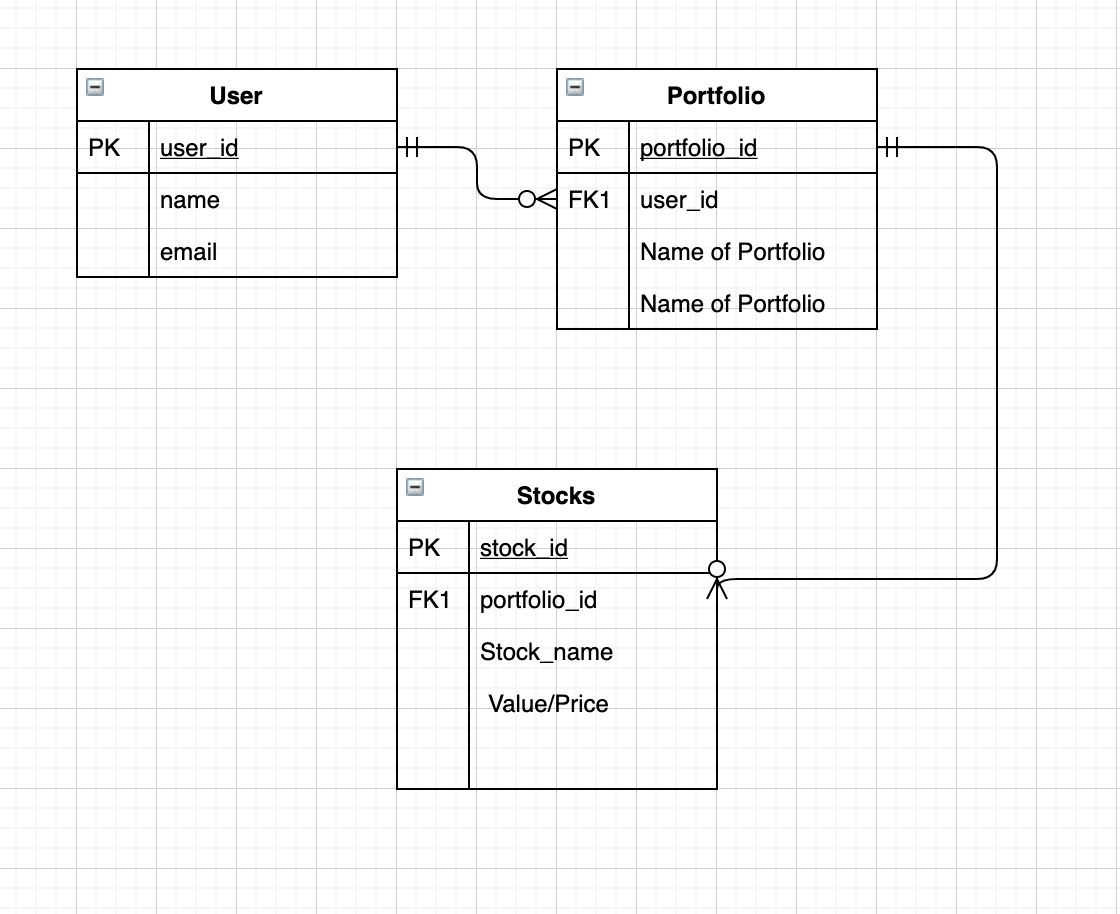 User
PK user_id
name
email
Portfolio
PK portfolio_id
FK1 user_id
Name of Portfolio
Name of Portfolio
Stocks
PK stock_id
FK1 portfolio_id
Stock_name
Value/Price